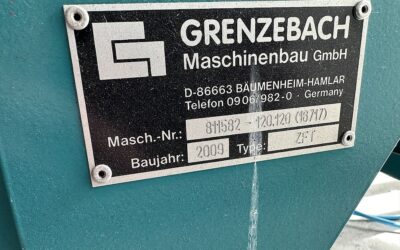 GRENZEBACH
Maschinenbau GmbH
D-86663 BÄUMENHEIM-HAMLAR
Telefon 0906/982-0 · Germany
Masch.-Nr.: 811582 - 120.120 (18717)
Baujahr: 2009 Type: ZFT